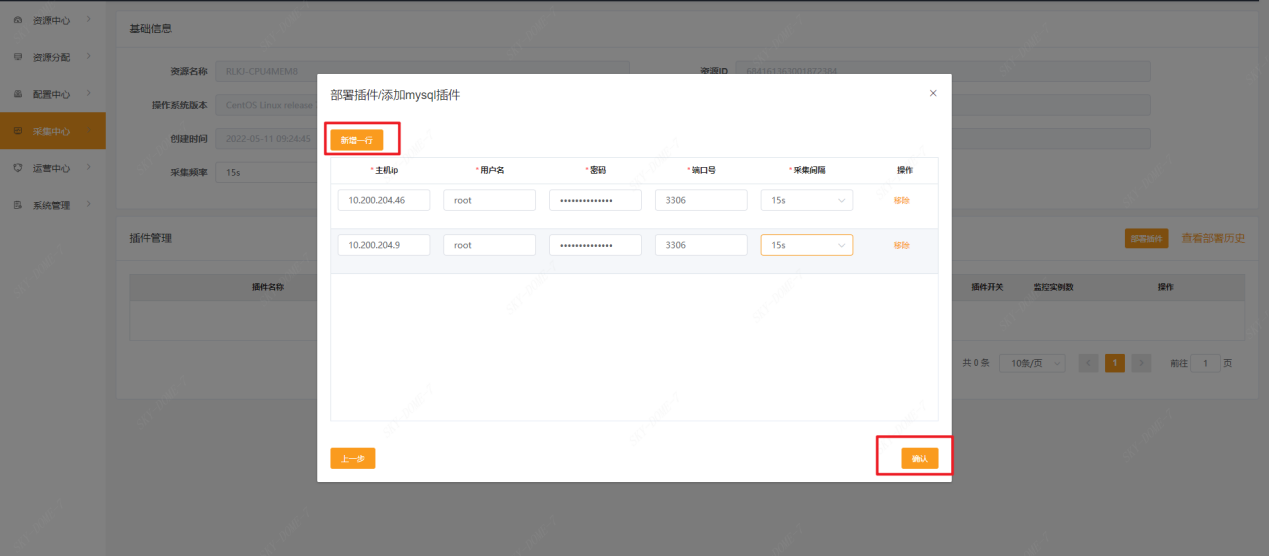 资源中心
资源分配
配置中心
采集中心
运营中心
系统管理
基础信息
资源名称 RLKJ-CPU4MEM8 资源ID
操作系统版本 CentOS Linux release
创建时间 2022-05-11 09:24:45
采集频率 15s
插件管理 部署插件 查看部署历史
插件名称 插件开关 监控实例数 操作
共 0 条 10条/页 1 前往 1 页
部署插件/添加mysql插件
新增一行
*主机ip *用户名 *密码 *端口号 *采集间隔 操作
10.200.204.46 root •••••••••••••• 3306 15s 移除
10.200.204.9 root •••••••••••••• 3306 15s 移除
上一步 确认